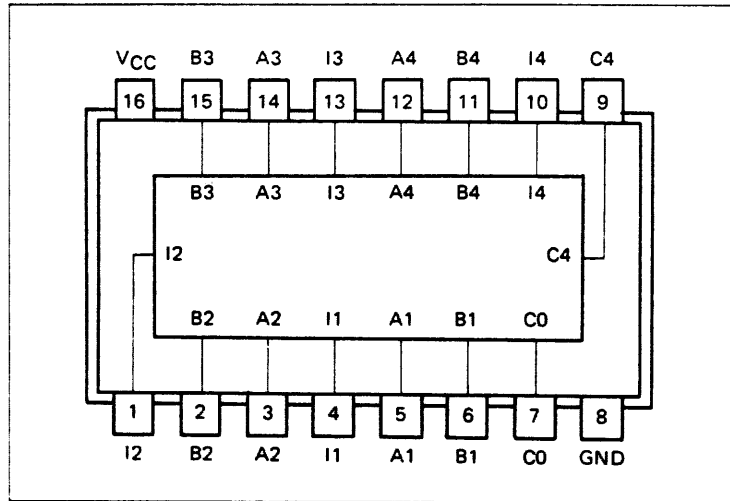 VCC B3 A3 I3 A4 B4 I4 C4
16 15 14 13 12 11 10 9
B3 A3 I3 A4 B4 I4
I2 C4
B2 A2 I1 A1 B1 C0
1 2 3 4 5 6 7 8
I2 B2 A2 I1 A1 B1 C0 GND